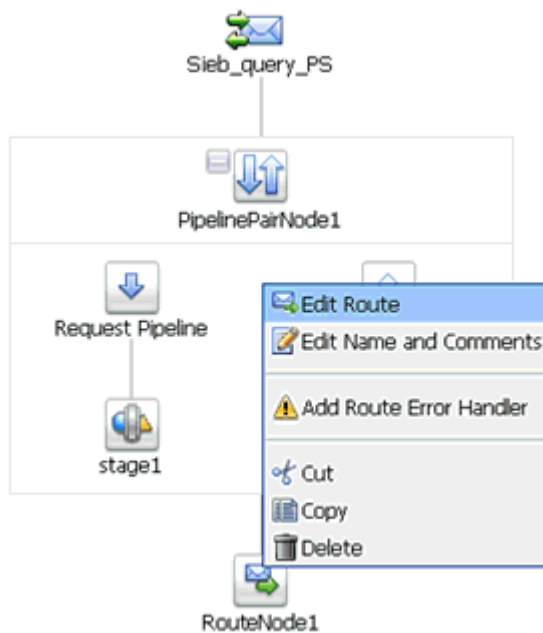 Sieb_query_PS
PipelinePairNode1
Request Pipeline
stage1
Edit Route
Edit Name and Comments
Add Route Error Handler
Cut
Copy
Delete
RouteNode1